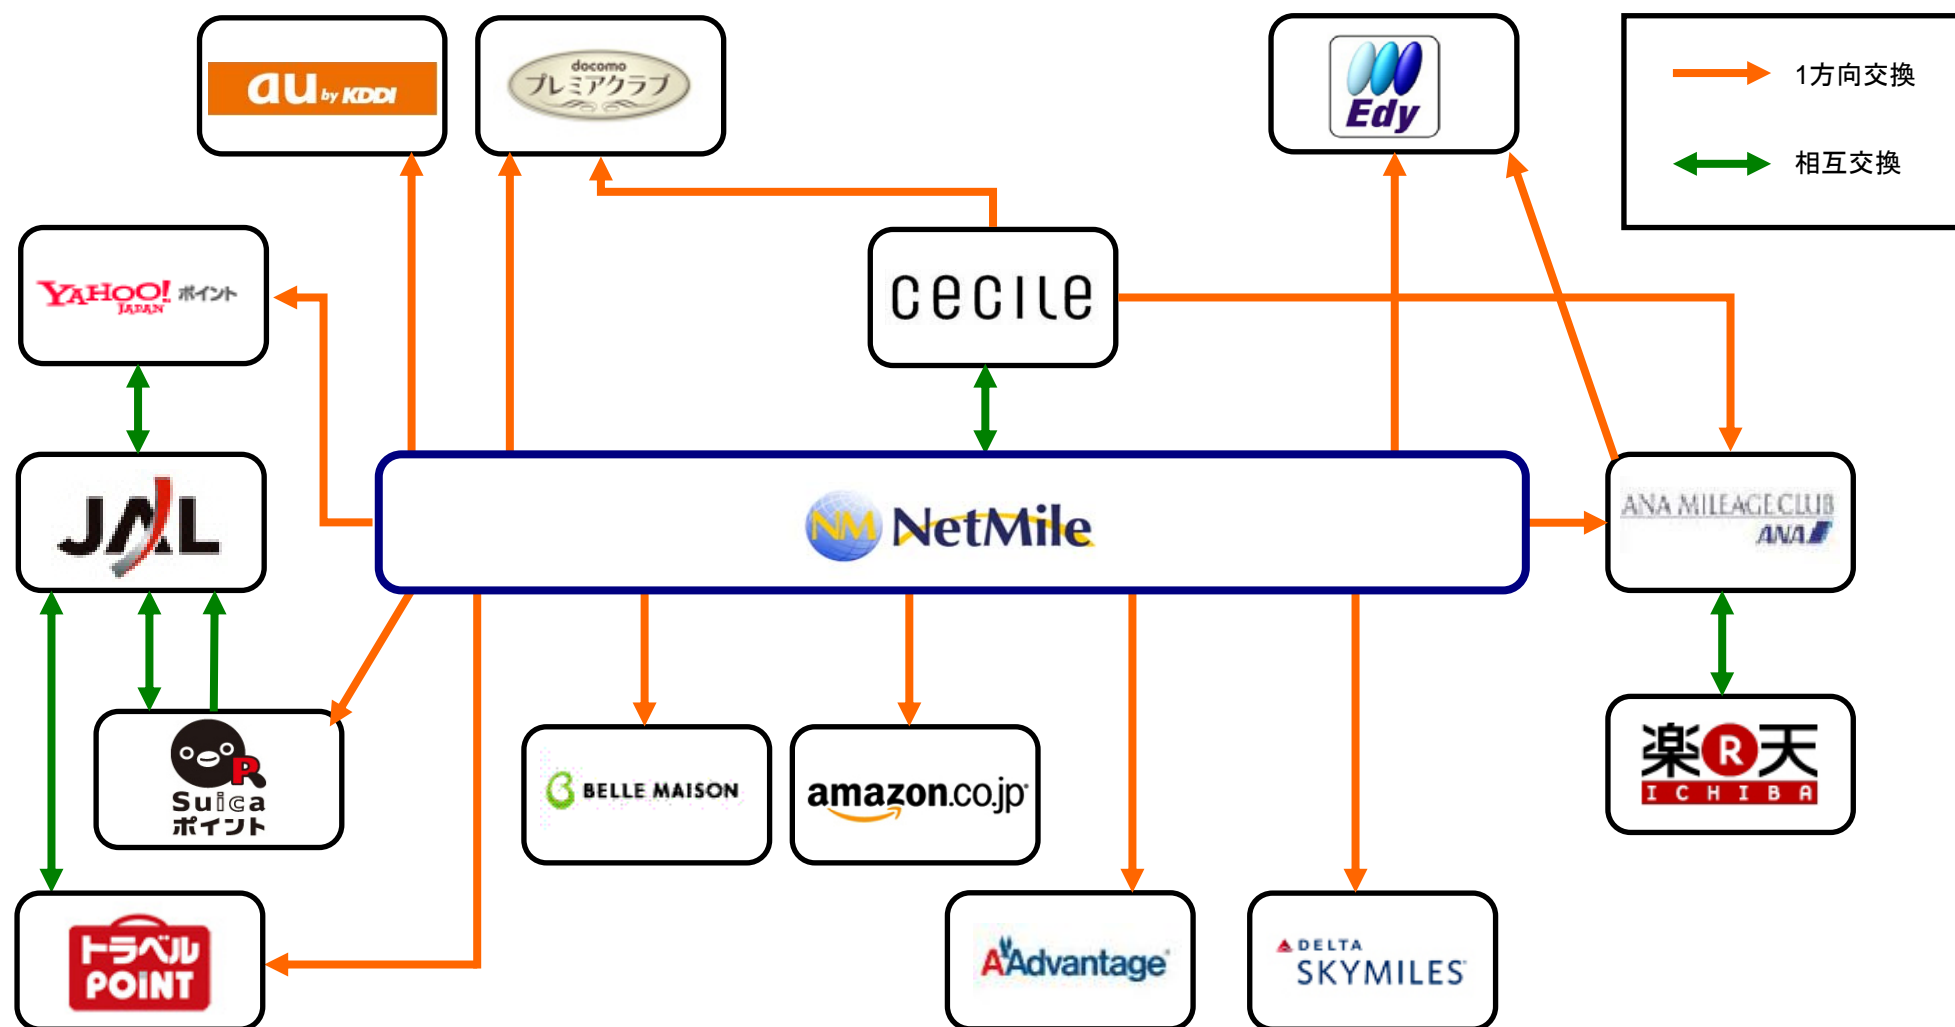 au by KDDI
docomo
プレミアクラブ
Edy
1方向交換
相互交換
YAHOO! ポイント
JAPAN
CECILE
JAL
NM NetMile
ANA MILEAGE CLUB
ANA
Suica
ポイント
BELLE MAISON
amazon.co.jp
楽R天
ICHIBA
トラベル
POINT
AAdvantage
DELTA
SKYMILES